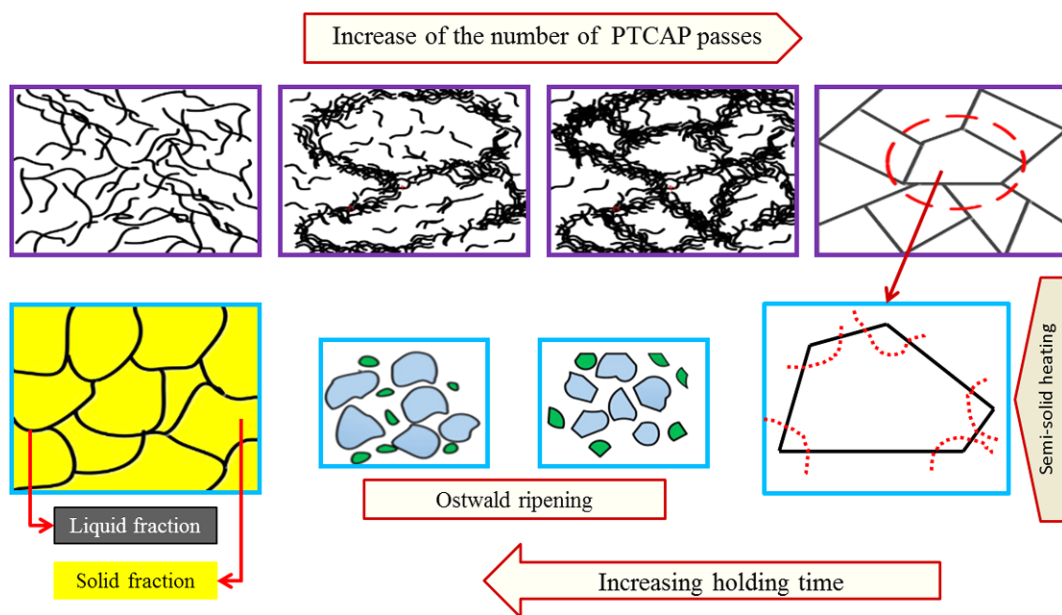 Increase of the number of PTCAP passes
Semi-solid heating
Ostwald ripening
Liquid fraction
Solid fraction
Increasing holding time